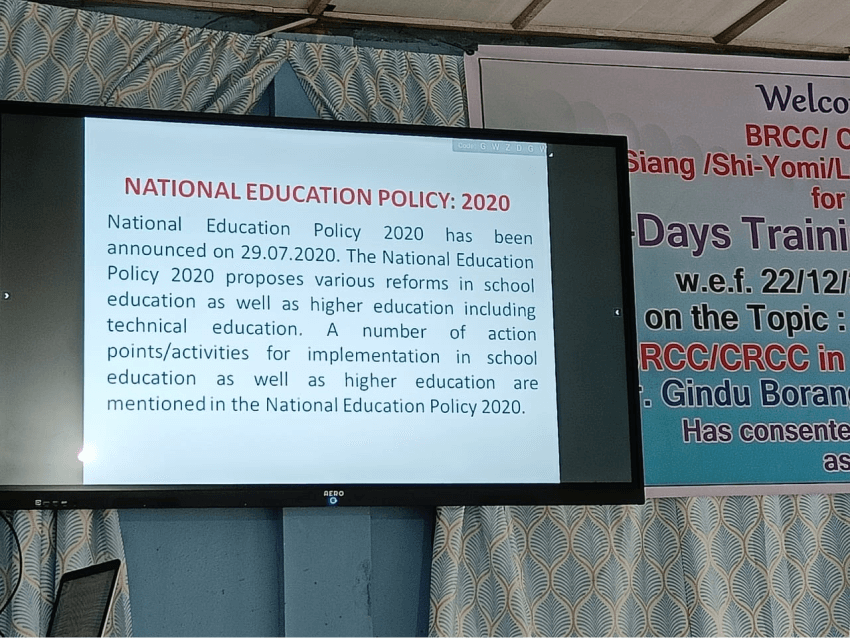 Code: G W Z 0 G W
NATIONAL EDUCATION POLICY: 2020
National Education Policy 2020 has been
announced on 29.07.2020. The National Education
Policy 2020 proposes various reforms in school
education as well as higher education including
technical education. A number of action
points/activities for implementation in school
education as well as higher education are
mentioned in the National Education Policy 2020.
AERO
Welco
BRCC/ C
Siang /Shi-Yomi/L
for
-Days Traini
w.e.f. 22/12/
on the Topic :
RCC/CRCC in
r. Gindu Boran
Has consente
as